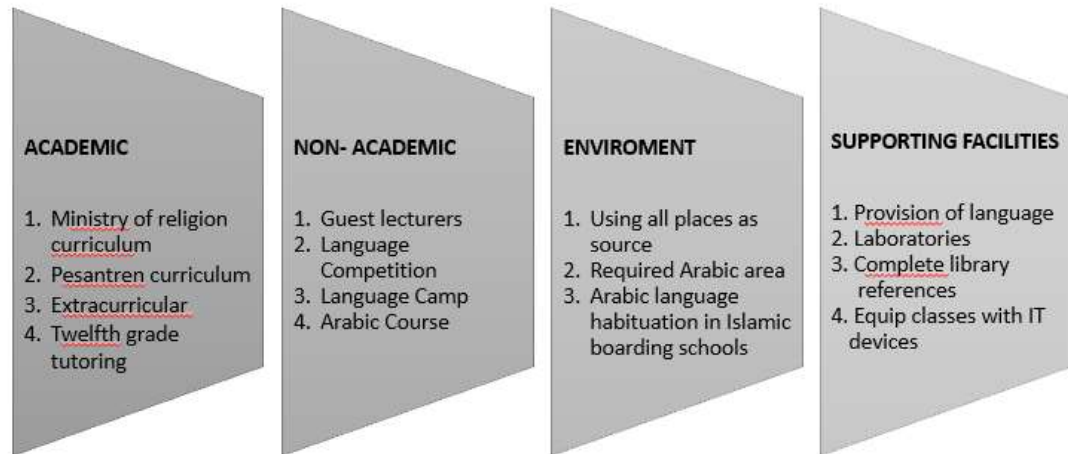 ACADEMIC
1. Ministry of religion
curriculum
2. Pesantren curriculum
3. Extracurricular
4. Twelfth grade
tutoring
NON- ACADEMIC
1. Guest lecturers
2. Language
Competition
3. Language Camp
4. Arabic Course
ENVIROMENT
1. Using all places as
source
2. Required Arabic area
3. Arabic language
habituation in Islamic
boarding schools
SUPPORTING FACILITIES
1. Provision of language
2. Laboratories
3. Complete library
references
4. Equip classes with IT
devices